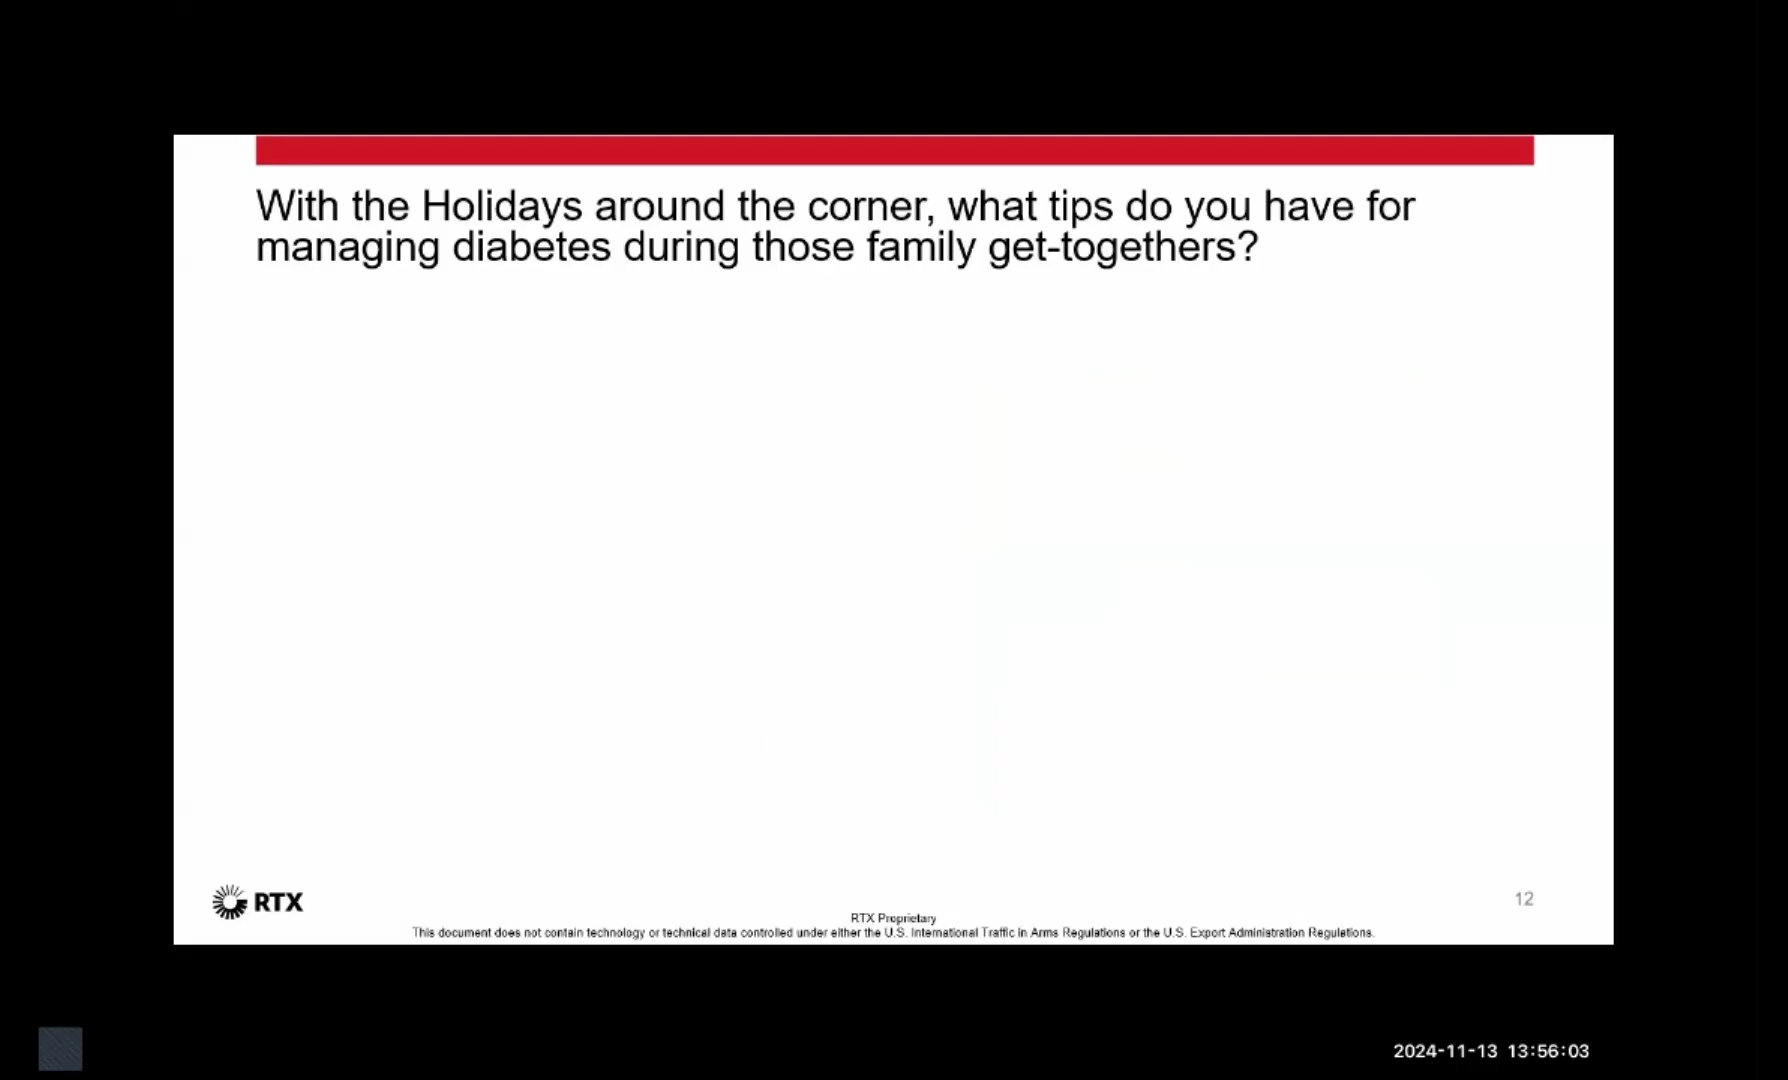 With the Holidays around the corner, what tips do you have for
managing diabetes during those family get-togethers?
RTX
12
RTX Proprietary
This document does not contain technology or technical data controlled under either the U.S. International Traffic in Arms Regulations or the U.S. Export Administration Regulations.
2024-11-13 13:56:03